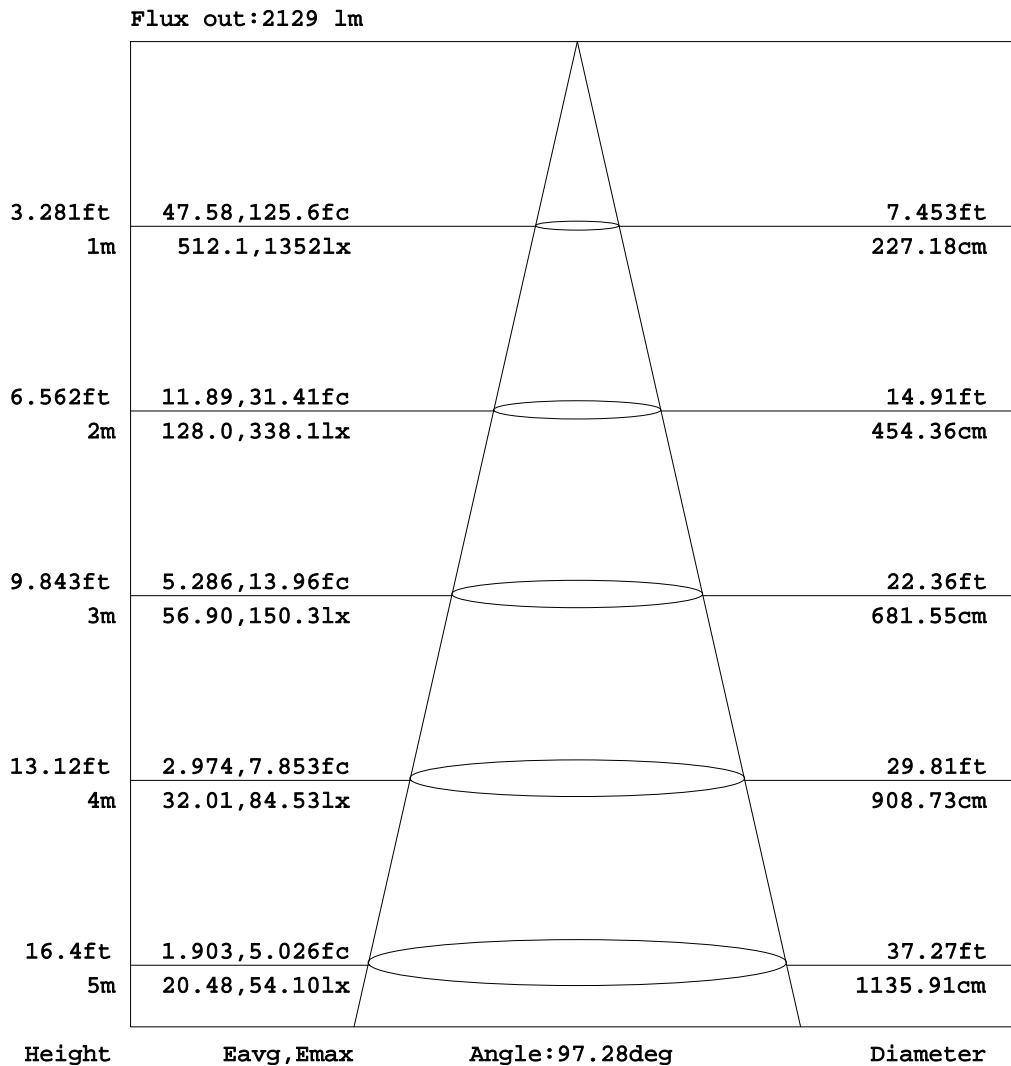 Flux out:2129 lm
3.281ft 47.58,125.6fc 7.453ft
1m 512.1,1352lx 227.18cm
6.562ft 11.89,31.41fc 14.91ft
2m 128.0,338.1lx 454.36cm
9.843ft 5.286,13.96fc 22.36ft
3m 56.90,150.3lx 681.55cm
13.12ft 2.974,7.853fc 29.81ft
4m 32.01,84.53lx 908.73cm
16.4ft 1.903,5.026fc 37.27ft
5m 20.48,54.10lx 1135.91cm
Height Eavg,Emax Angle:97.28deg Diameter